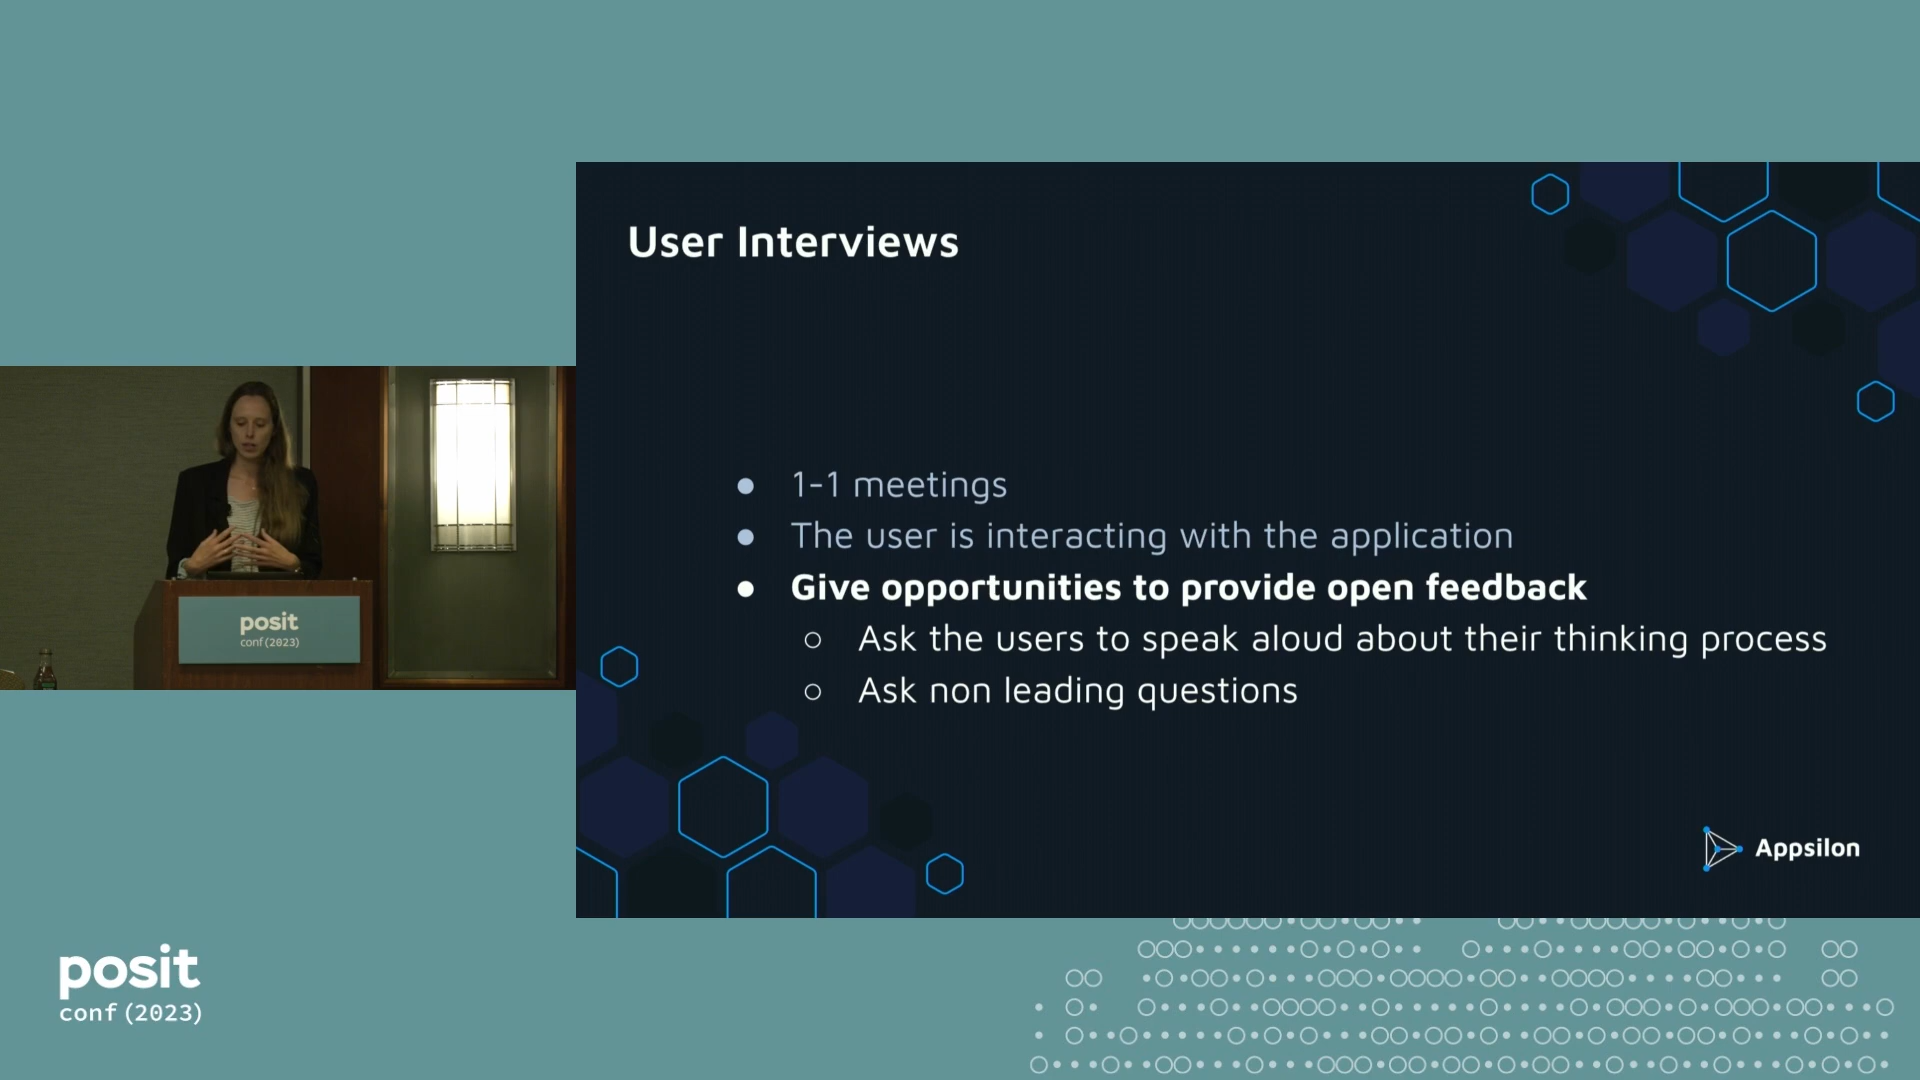 User Interviews
● 1-1 meetings
● The user is interacting with the application
● Give opportunities to provide open feedback
○ Ask the users to speak aloud about their thinking process
○ Ask non leading questions
Appsilon
posit
conf(2023)
posit
conf(2023)